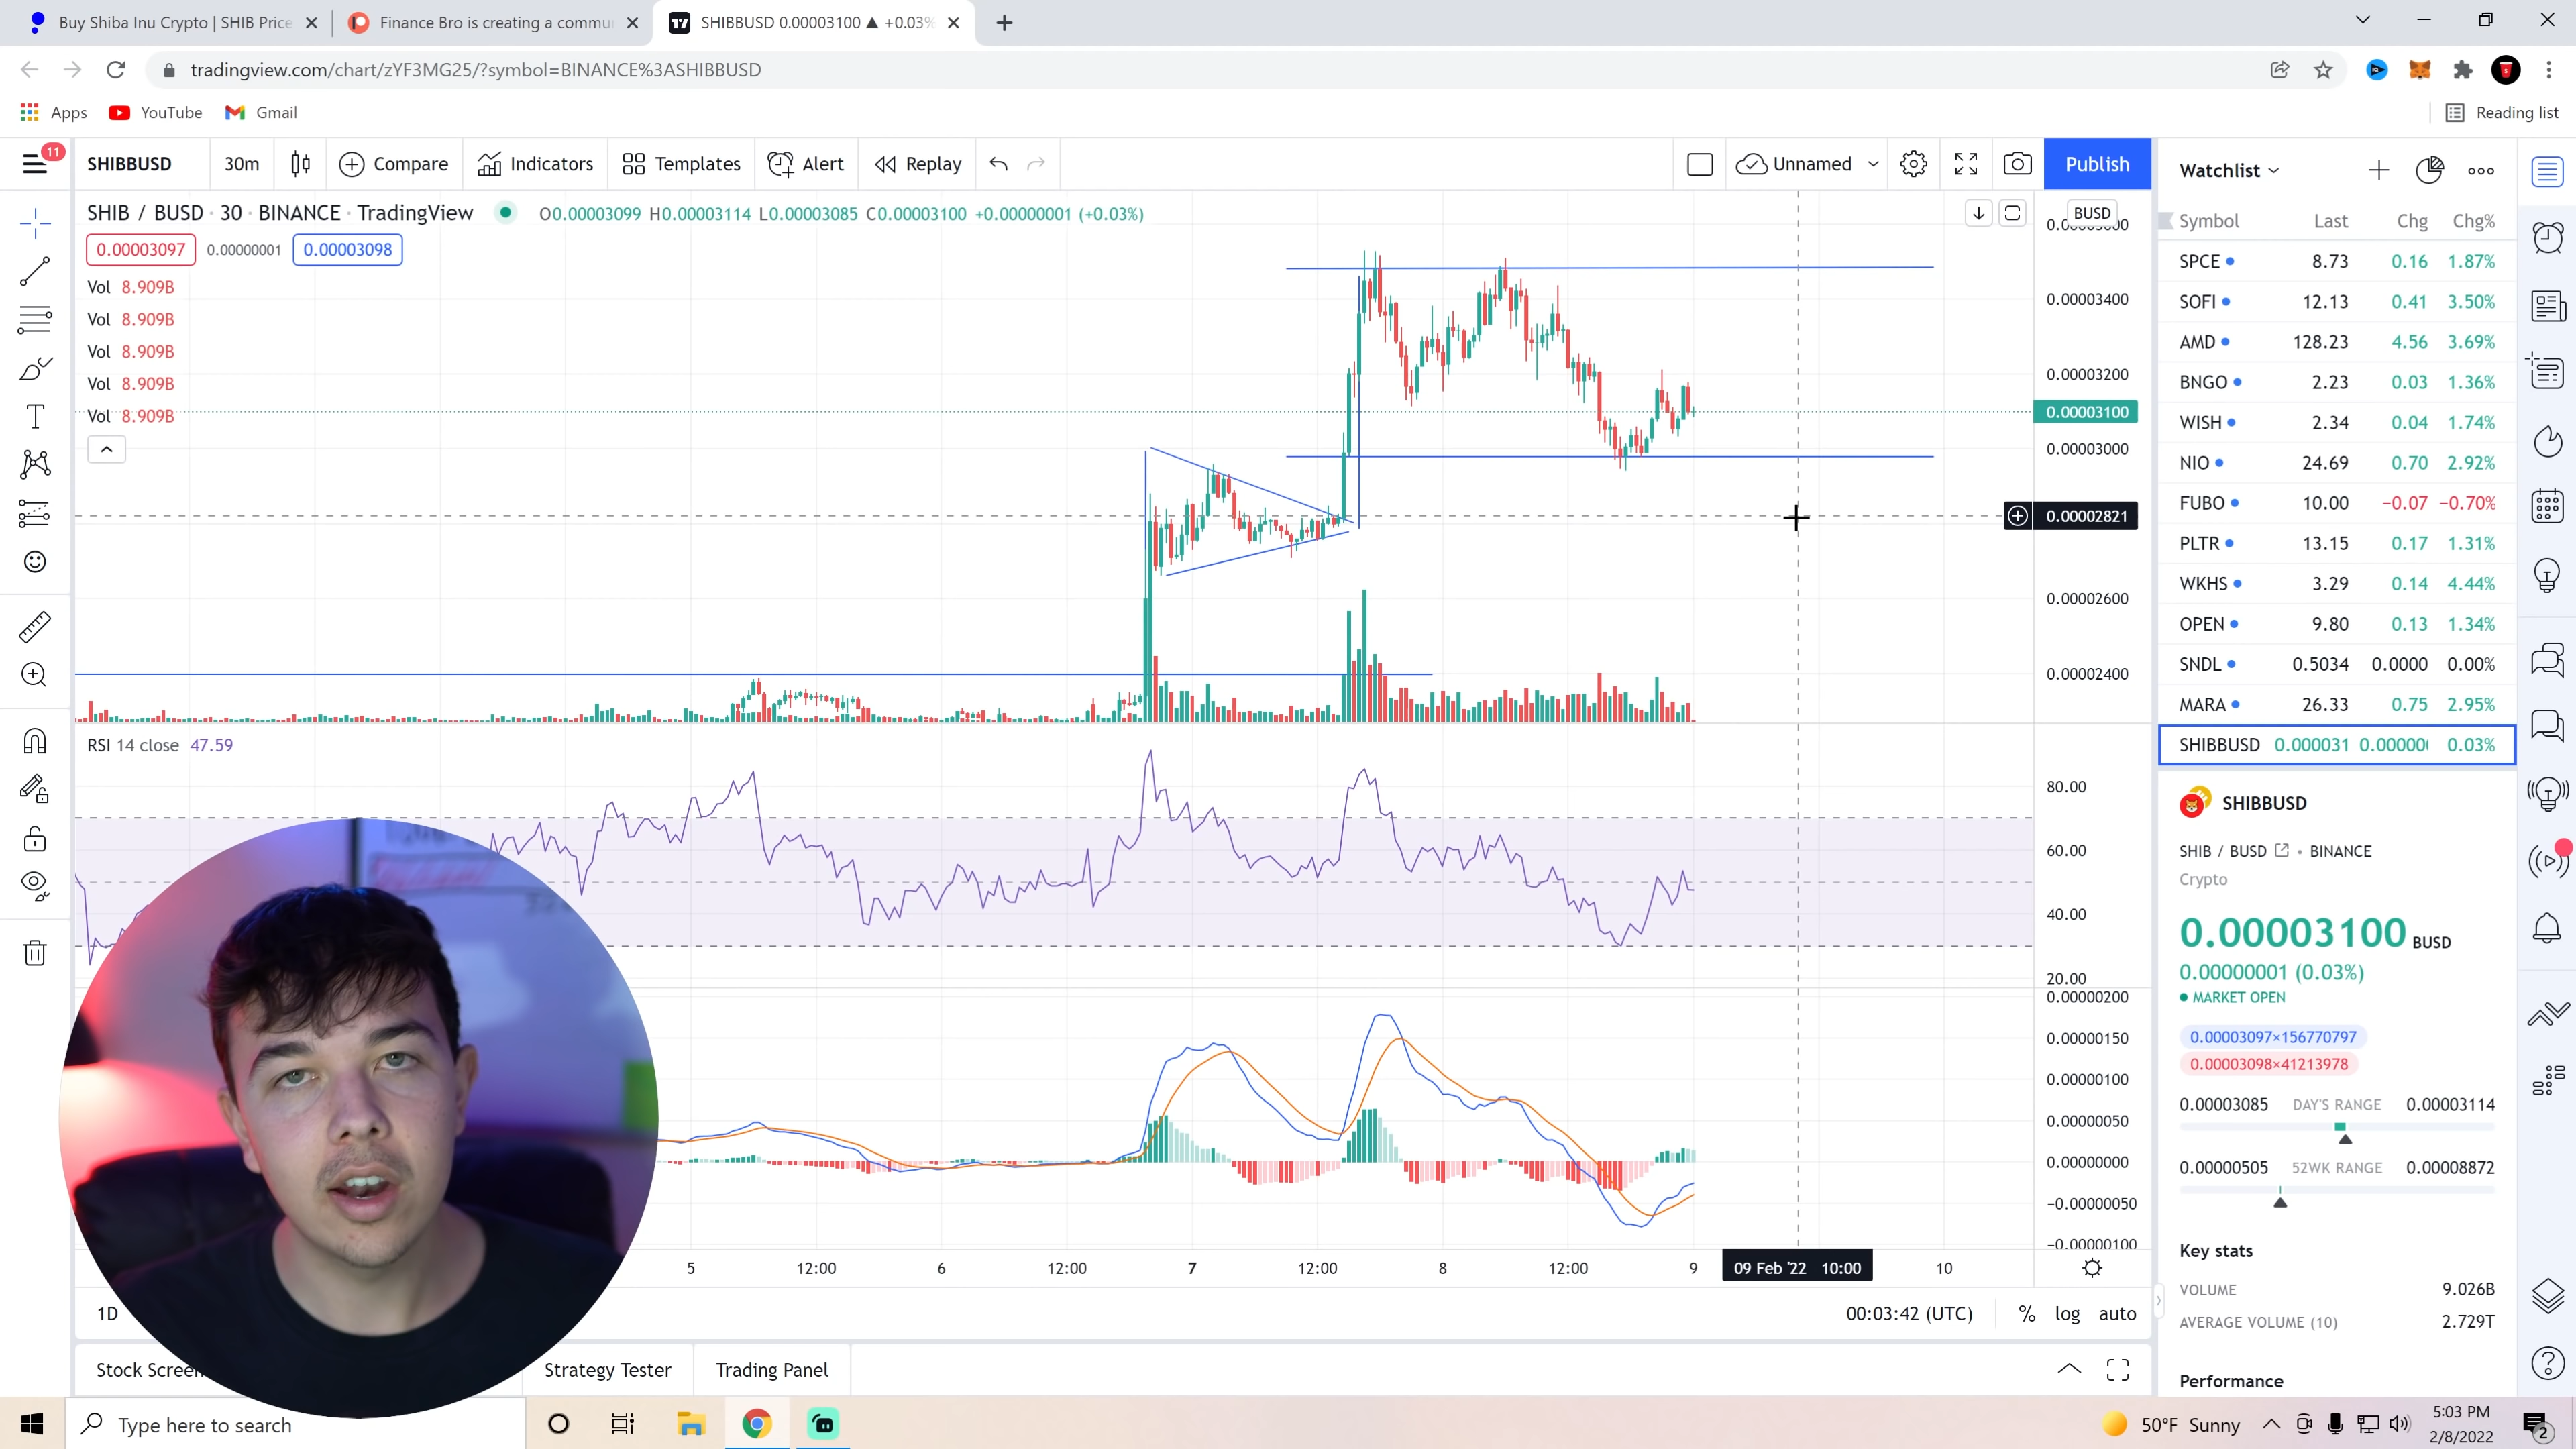 Buy Shiba Inu Crypto | SHIB Price
Finance Bro is creating a commu
SHIBBUSD 0.00003100 ▲ +0.03%
tradingview.com/chart/zYF3MG25/?symbol=BINANCE%3ASHIBBUSD
Apps YouTube Gmail Reading list
11
SHIBBUSD 30m Compare Indicators Templates Alert Replay Unnamed Publish
SHIB / BUSD · 30 · BINANCE · TradingView O0.00003099 H0.00003114 L0.00003085 C0.00003100 +0.00000001 (+0.03%)
BUSD
0.00003097 0.00000001 0.00003098
Vol 8.909B
Vol 8.909B
Vol 8.909B
Vol 8.909B
Vol 8.909B
0.00003400
0.00003200
0.00003100
0.00003000
0.00002821
0.00002600
0.00002400
RSI 14 close 47.59
80.00
60.00
40.00
20.00
0.00000200
0.00000150
0.00000100
0.00000050
0.00000000
−0.00000050
−0.00000100
5 12:00 6 12:00 7 12:00 8 12:00 9 09 Feb '22 10:00 10
1D 00:03:42 (UTC) % log auto
Stock Screen Strategy Tester Trading Panel
Watchlist
Symbol Last Chg Chg%
SPCE 8.73 0.16 1.87%
SOFI 12.13 0.41 3.50%
AMD 128.23 4.56 3.69%
BNGO 2.23 0.03 1.36%
WISH 2.34 0.04 1.74%
NIO 24.69 0.70 2.92%
FUBO 10.00 −0.07 −0.70%
PLTR 13.15 0.17 1.31%
WKHS 3.29 0.14 4.44%
OPEN 9.80 0.13 1.34%
SNDL 0.5034 0.0000 0.00%
MARA 26.33 0.75 2.95%
SHIBBUSD 0.000031 0.00000 0.03%
SHIBBUSD
SHIB / BUSD • BINANCE
Crypto
0.00003100 BUSD
0.00000001 (0.03%)
MARKET OPEN
0.00003097×156770797
0.00003098×41213978
0.00003085 DAY'S RANGE 0.00003114
0.00000505 52WK RANGE 0.00008872
Key stats
VOLUME 9.026B
AVERAGE VOLUME (10) 2.729T
Performance
Type here to search
50°F Sunny
5:03 PM
2/8/2022
2